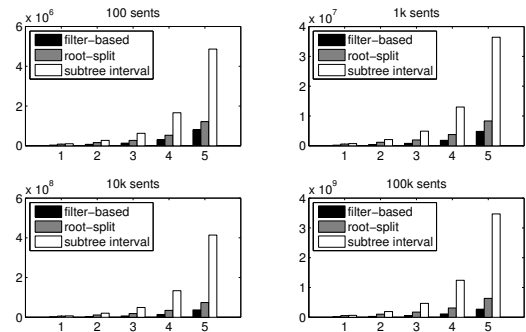 100 sents
6 x 10^6
4
2
0
filter−based
root−split
subtree interval
1 2 3 4 5
1k sents
4 x 10^7
3
2
1
0
filter−based
root−split
subtree interval
1 2 3 4 5
10k sents
6 x 10^8
4
2
0
filter−based
root−split
subtree interval
1 2 3 4 5
100k sents
4 x 10^9
3
2
1
0
filter−based
root−split
subtree interval
1 2 3 4 5